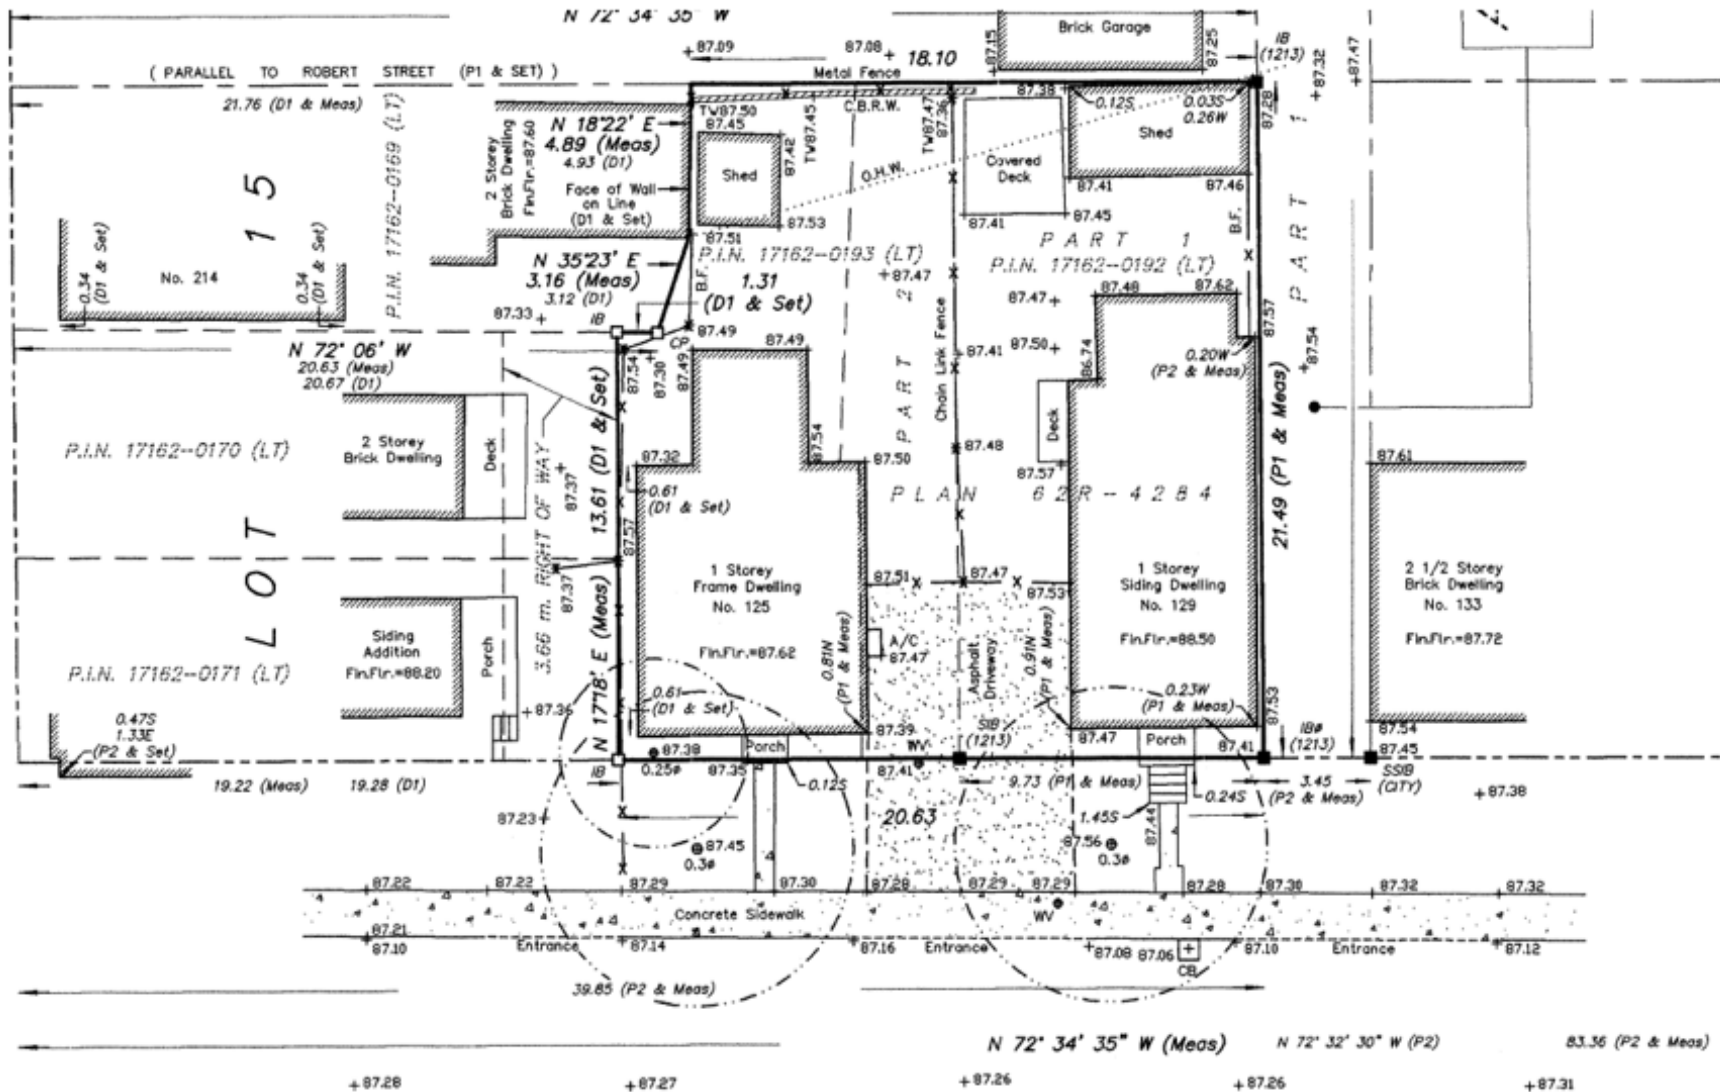 N 72° 34' 35" W
Brick Garage
87.15
87.25
IB
(1213)
87.32
87.47
+87.09
87.08+
18.10
( PARALLEL TO ROBERT STREET (P1 & SET) )
Metal Fence
21.76 (D1 & Meas)
P.I.N. 17162-0169 (LT)
2 Storey
Brick Dwelling
Fin.Flr.=87.60
N 18°22' E
4.89 (Meas)
4.93 (D1)
TW87.50
87.45
TW87.45
C.B.R.W.
TW87.47
87.36
87.38
0.12S
0.03S
0.26W
87.28
Shed
87.42
Shed
O.H.W.
Covered
Deck
Face of Wall
on Line
(D1 & Set)
87.53
87.51
87.41
87.46
87.41
87.45
B.F.
PART 1
PART 1
15
No. 214
0.34
(D1 & Set)
0.34
(D1 & Set)
N 35°23' E
3.16 (Meas)
3.12 (D1)
B.F.
P.I.N. 17162-0193 (LT)
1.31
(D1 & Set)
+87.47
P.I.N. 17162-0192 (LT)
87.48
87.62
87.47+
87.57
87.33
IB
87.49
CP
87.49
Chain Link Fence
PART 2
+87.41
87.50
+87.54
N 72° 06' W
20.63 (Meas)
20.67 (D1)
87.54
87.30
87.49
86.74
0.20W
(P2 & Meas)
P.I.N. 17162-0170 (LT)
2 Storey
Brick Dwelling
Deck
3.66 m. RIGHT OF WAY
87.37
87.32
0.61
(D1 & Set)
87.54
87.50
87.48
Deck
87.57+
87.61
PLAN 62R-4284
21.49 (P1 & Meas)
N 17°18' E (Meas) 13.61 (D1 & Set)
87.57
87.37
LOT
1 Storey
Frame Dwelling
No. 125
Fin.Flr.=87.62
87.51
87.47
87.53
1 Storey
Siding Dwelling
No. 129
Fin.Flr.=88.50
2 1/2 Storey
Brick Dwelling
No. 133
Fin.Flr.=87.72
Siding
Addition
Fin.Flr.=88.20
Porch
P.I.N. 17162-0171 (LT)
A/C
87.47
0.81N
(P1 & Meas)
Asphalt
Driveway
0.91N
(P1 & Meas)
0.61
(D1 & Set)
0.23W
(P1 & Meas)
87.53
0.47S
1.33E
(P2 & Set)
+87.36
87.39
SIB
(1213)
87.47
87.41
IBø
(1213)
87.54
87.45
87.38
0.25ø
IB
Porch
87.35
WV
87.41
Porch
19.22 (Meas) 19.28 (D1)
0.12S
9.73 (P1 & Meas)
0.24S
3.45
(P2 & Meas)
SSIB
(CITY)
+87.38
87.23+
20.63
1.45S
87.44
87.45
0.3ø
87.56
0.3ø
87.22
87.22
87.29
87.30
87.28
87.29
87.29
87.28
87.30
87.32
87.32
Concrete Sidewalk
WV
87.21
87.10
Entrance
87.14
87.16
Entrance
+87.08
87.06
CB
87.10
Entrance
87.12
39.85 (P2 & Meas)
N 72° 34' 35" W (Meas)
N 72° 32' 30" W (P2)
83.36 (P2 & Meas)
+87.28
+87.27
+87.26
+87.26
+87.31